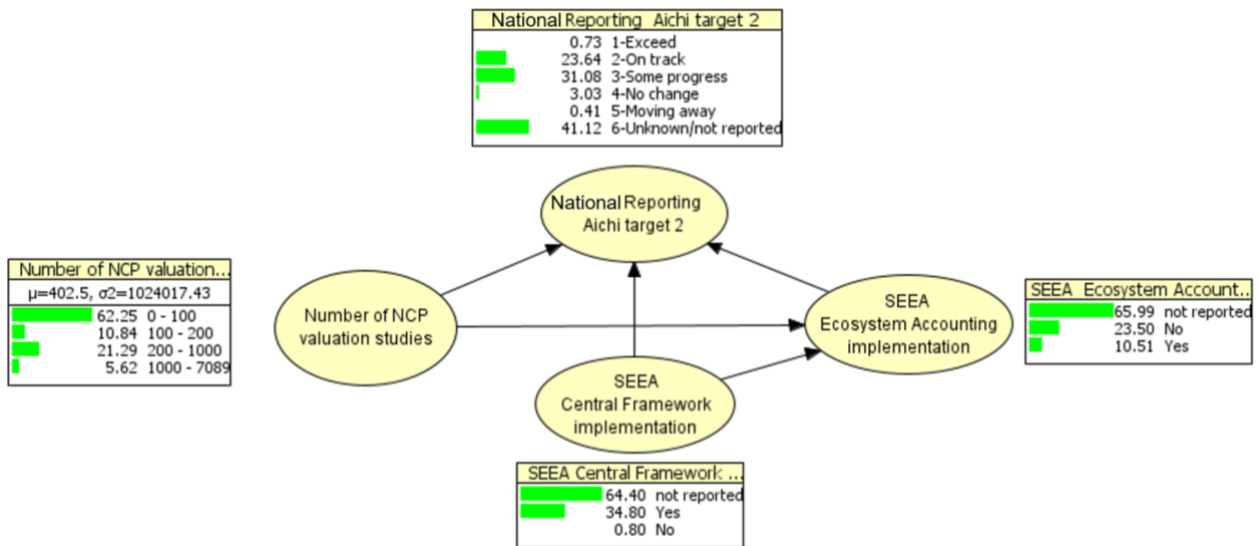 National Reporting Aichi target 2
0.73 1-Exceed
23.64 2-On track
31.08 3-Some progress
3.03 4-No change
0.41 5-Moving away
41.12 6-Unknown/not reported
National Reporting
Aichi target 2
Number of NCP valuation...
μ=402.5, σ2=1024017.43
62.25 0 - 100
10.84 100 - 200
21.29 200 - 1000
5.62 1000 - 7089
Number of NCP
valuation studies
SEEA
Ecosystem Accounting
implementation
SEEA Ecosystem Account...
65.99 not reported
23.50 No
10.51 Yes
SEEA
Central Framework
implementation
SEEA Central Framework ...
64.40 not reported
34.80 Yes
0.80 No